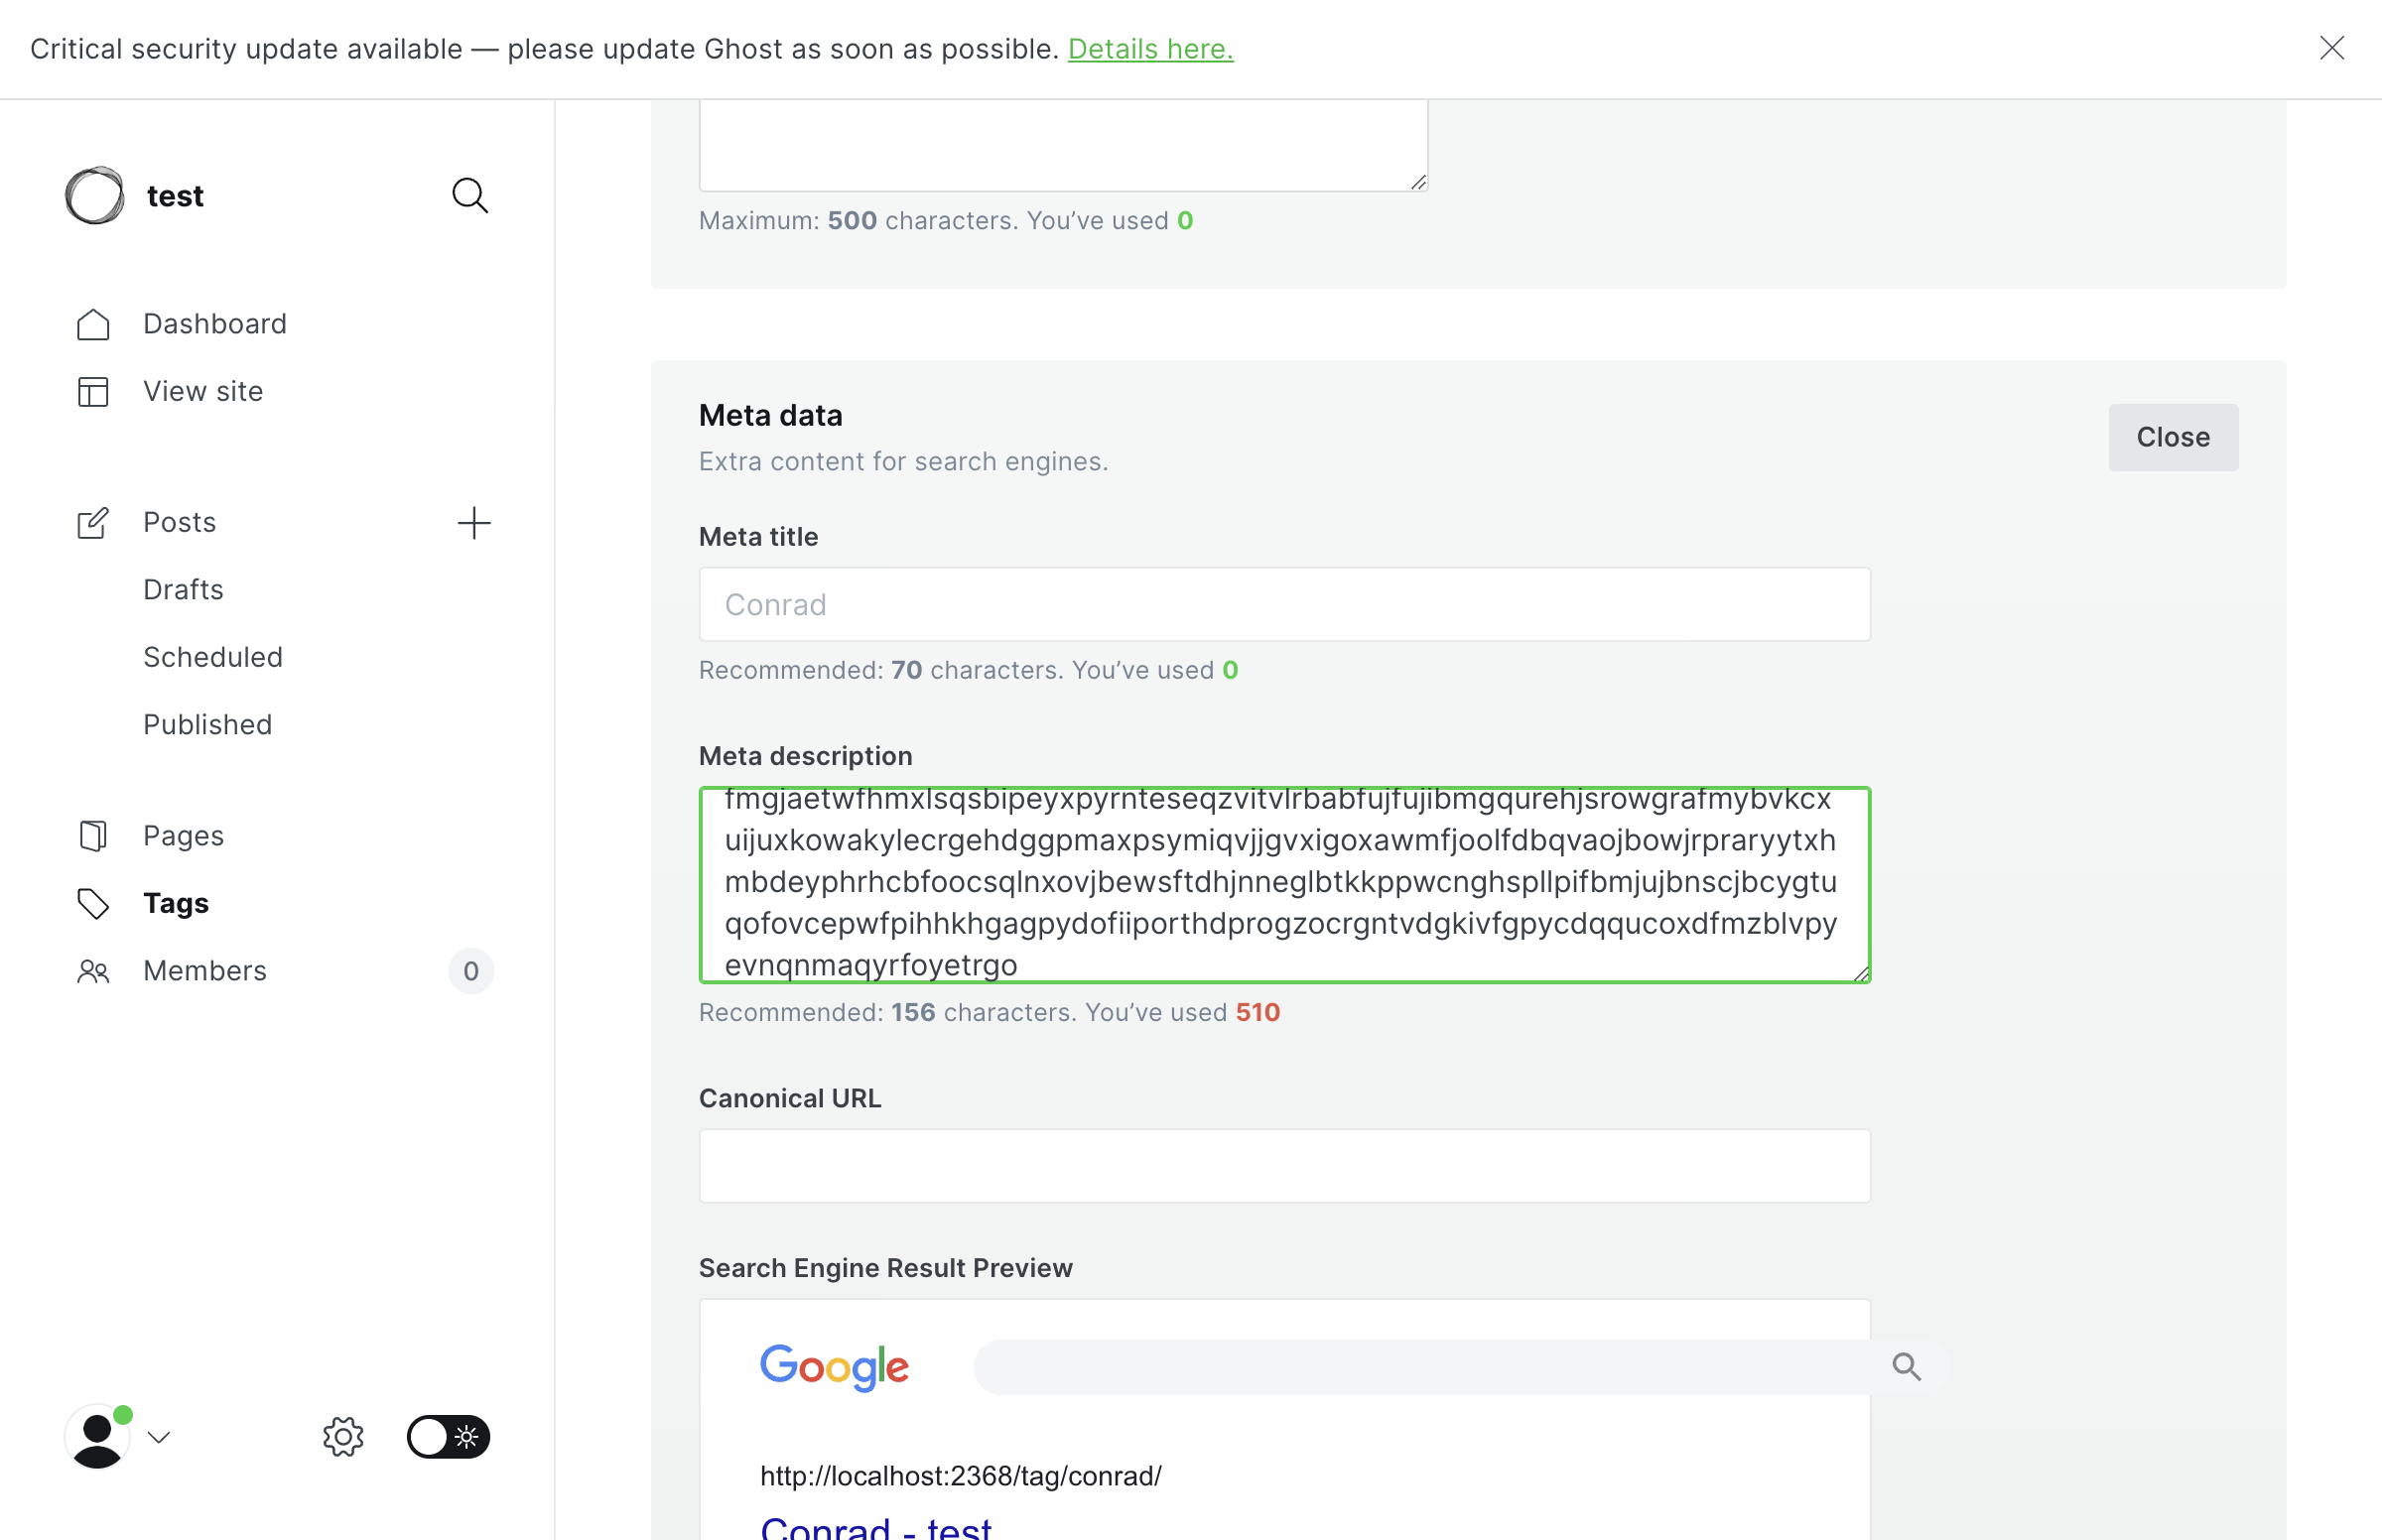 Critical security update available — please update Ghost as soon as possible. Details here.
test
Dashboard
View site
Posts
Drafts
Scheduled
Published
Pages
Tags
Members
0
Maximum: 500 characters. You’ve used 0
Meta data
Extra content for search engines.
Close
Meta title
Conrad
Recommended: 70 characters. You’ve used 0
Meta description
fmgjaetwfhmxlsqsbipeyxpyrnteseqzvitvlrbabfujfujibmgqurehjsrowgrafmybvkcx
uijuxkowakylecrgehdggpmaxpsymiqvjjgvxigoxawmfjoolfdbqvaojbowjrpraryytxh
mbdeyphrhcbfoocsqlnxovjbewsftdhjnneglbtkkppwcnghspllpifbmjujbnscjbcygtu
qofovcepwfpihhkhgagpydofiiporthdprogzocrgntvdgkivfgpycdqqucoxdfmzblvpy
evnqnmaqyrfoyetrgo
Recommended: 156 characters. You’ve used 510
Canonical URL
Search Engine Result Preview
Google
http://localhost:2368/tag/conrad/
Conrad - test